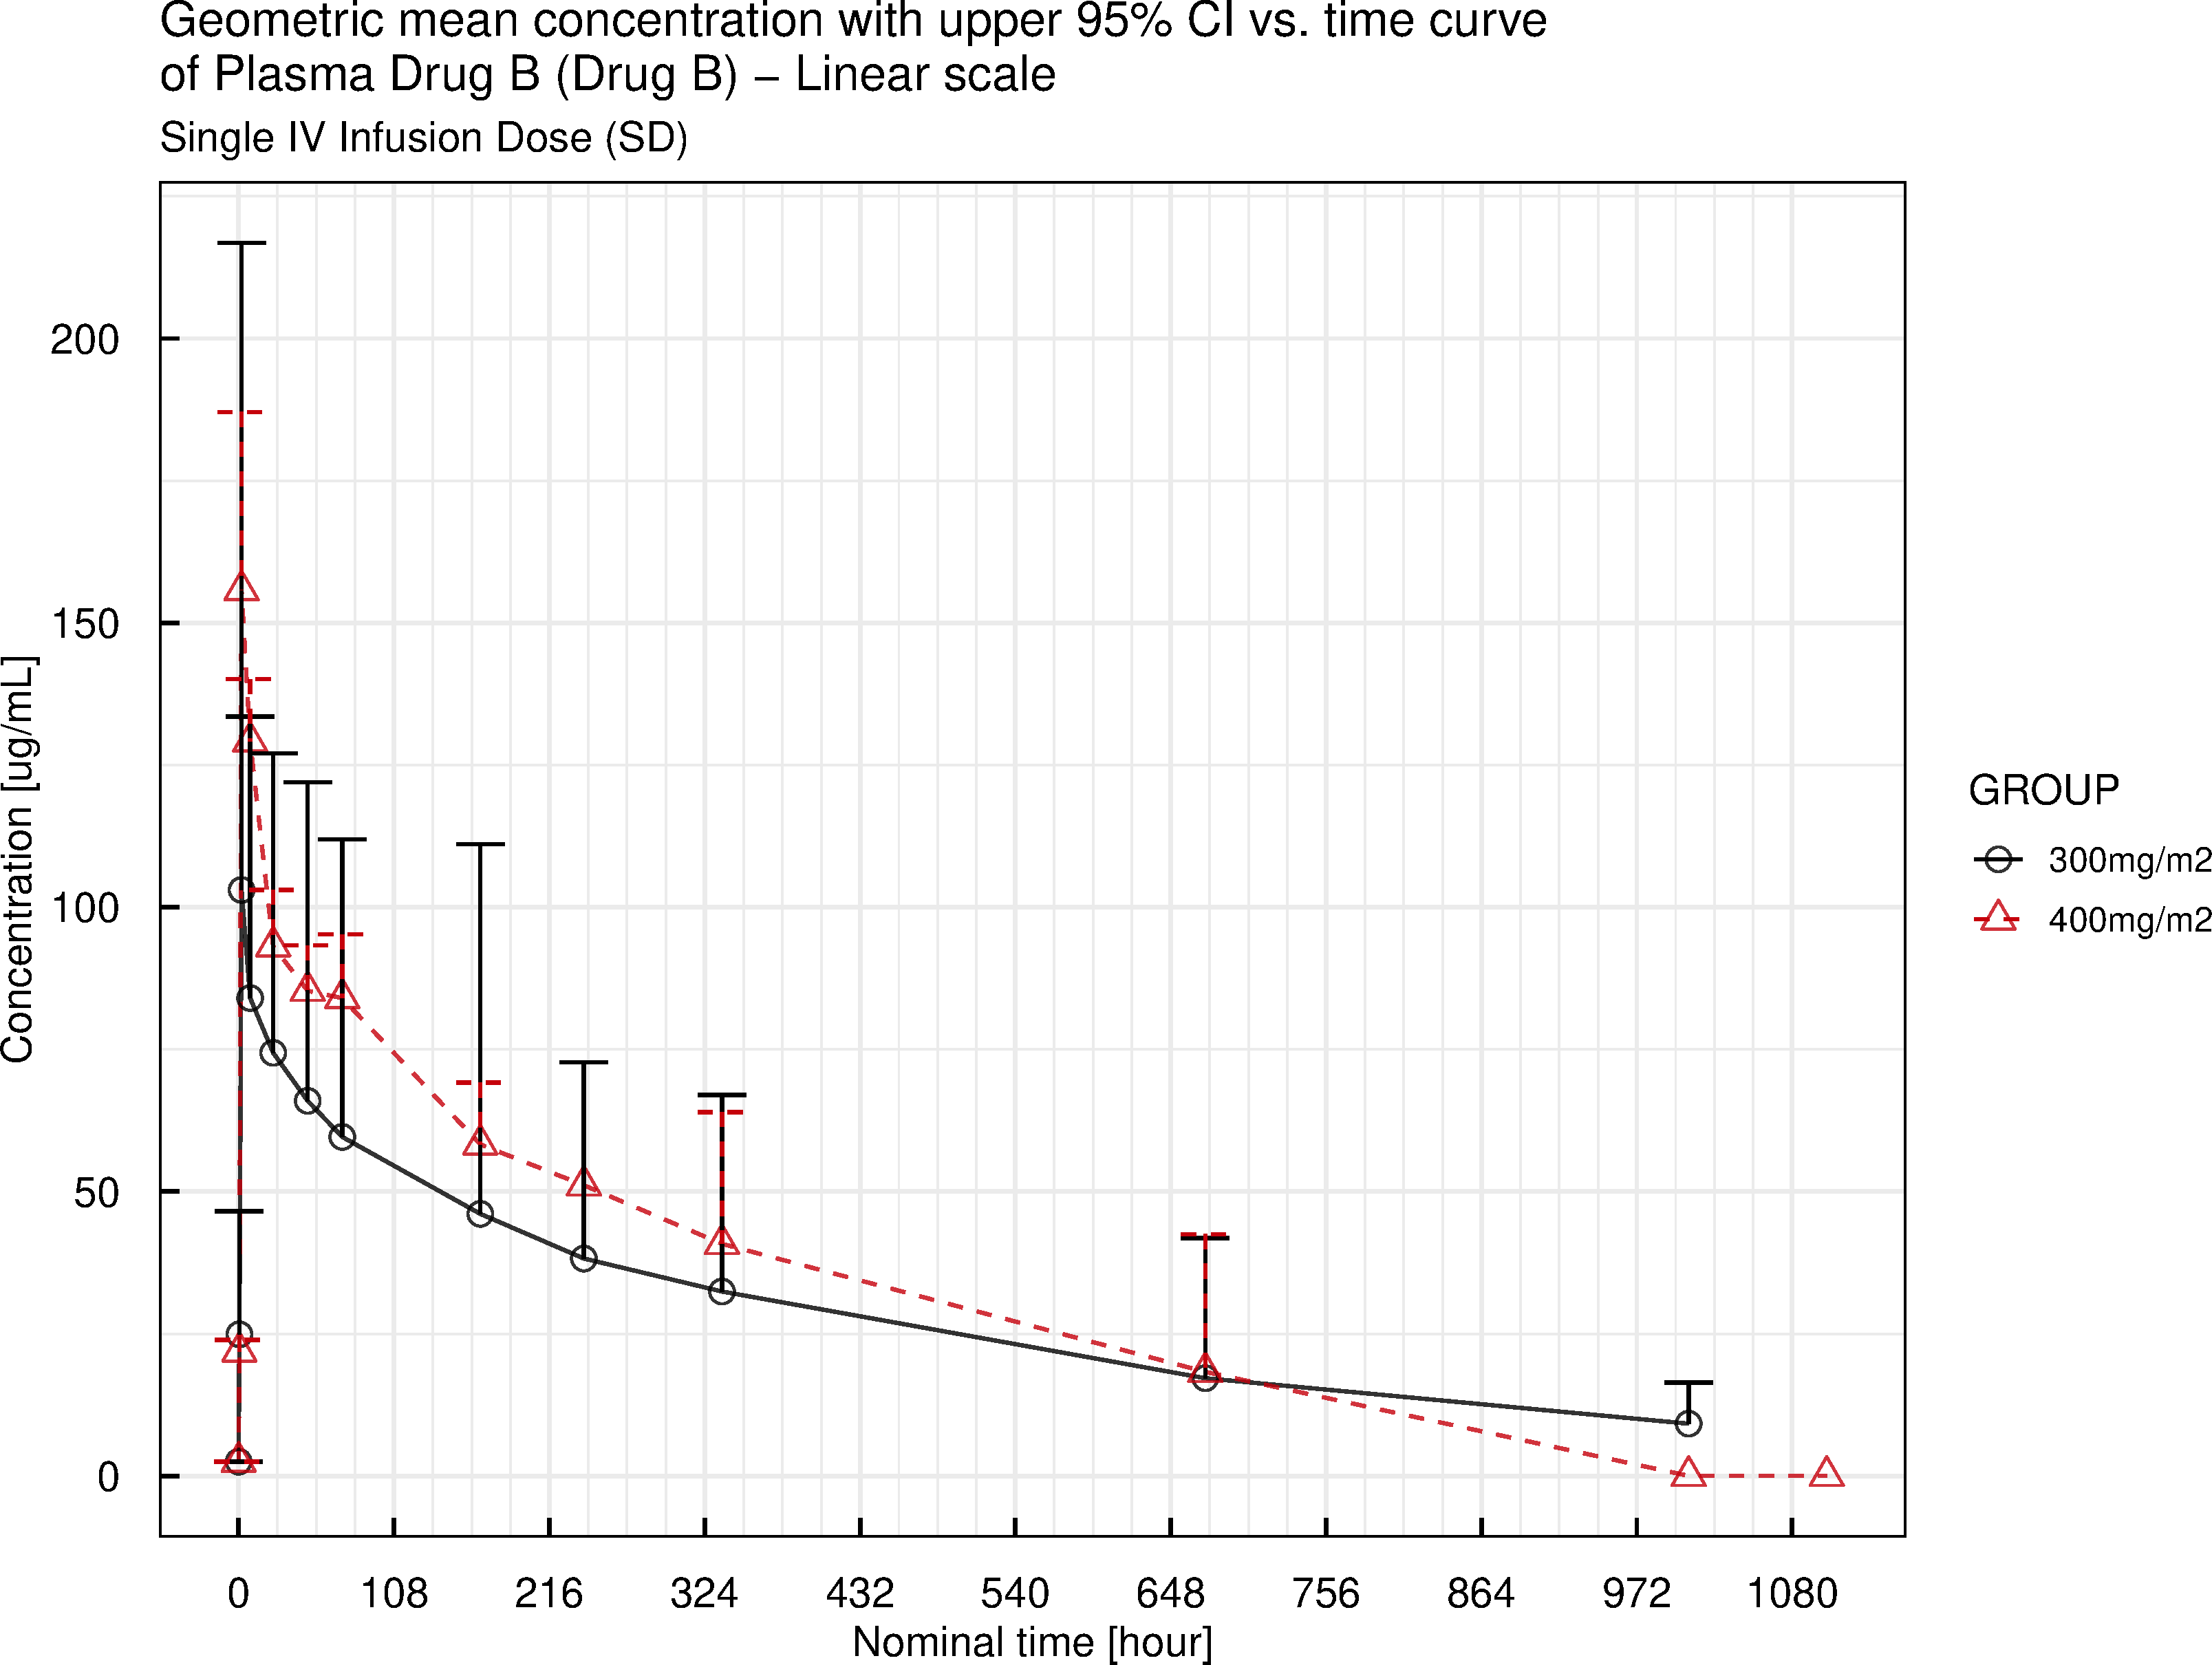 Geometric mean concentration with upper 95% CI vs. time curve
of Plasma Drug B (Drug B) − Linear scale
Single IV Infusion Dose (SD)
200
150
100
50
0
Concentration [ug/mL]
0 108 216 324 432 540 648 756 864 972 1080
Nominal time [hour]
GROUP
300mg/m2
400mg/m2